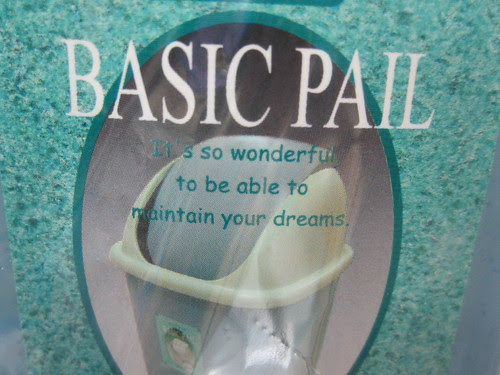 BASIC PAIL
It's so wonderful
to be able to
maintain your dreams.